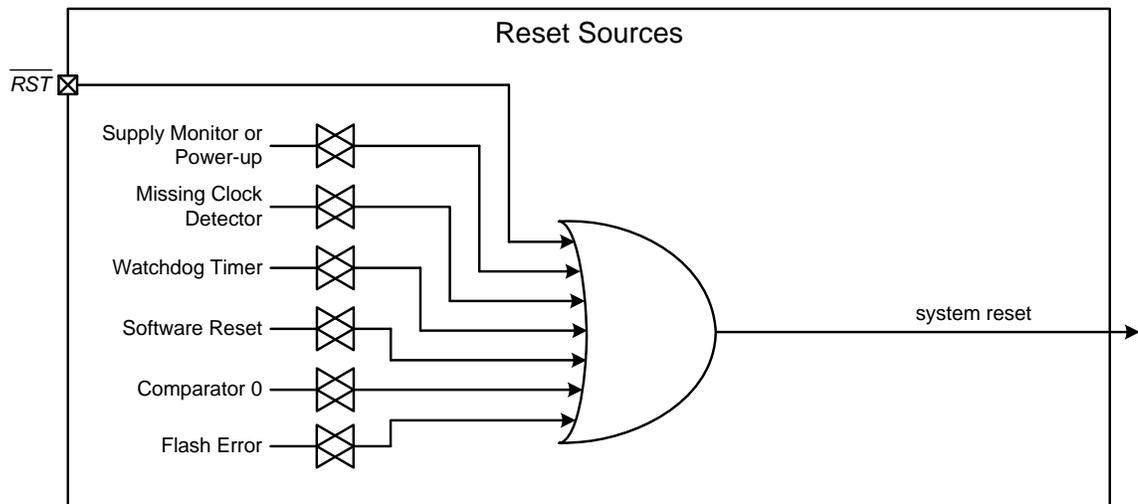 Reset Sources
RST
Supply Monitor or
Power-up
Missing Clock
Detector
Watchdog Timer
Software Reset
Comparator 0
Flash Error
system reset